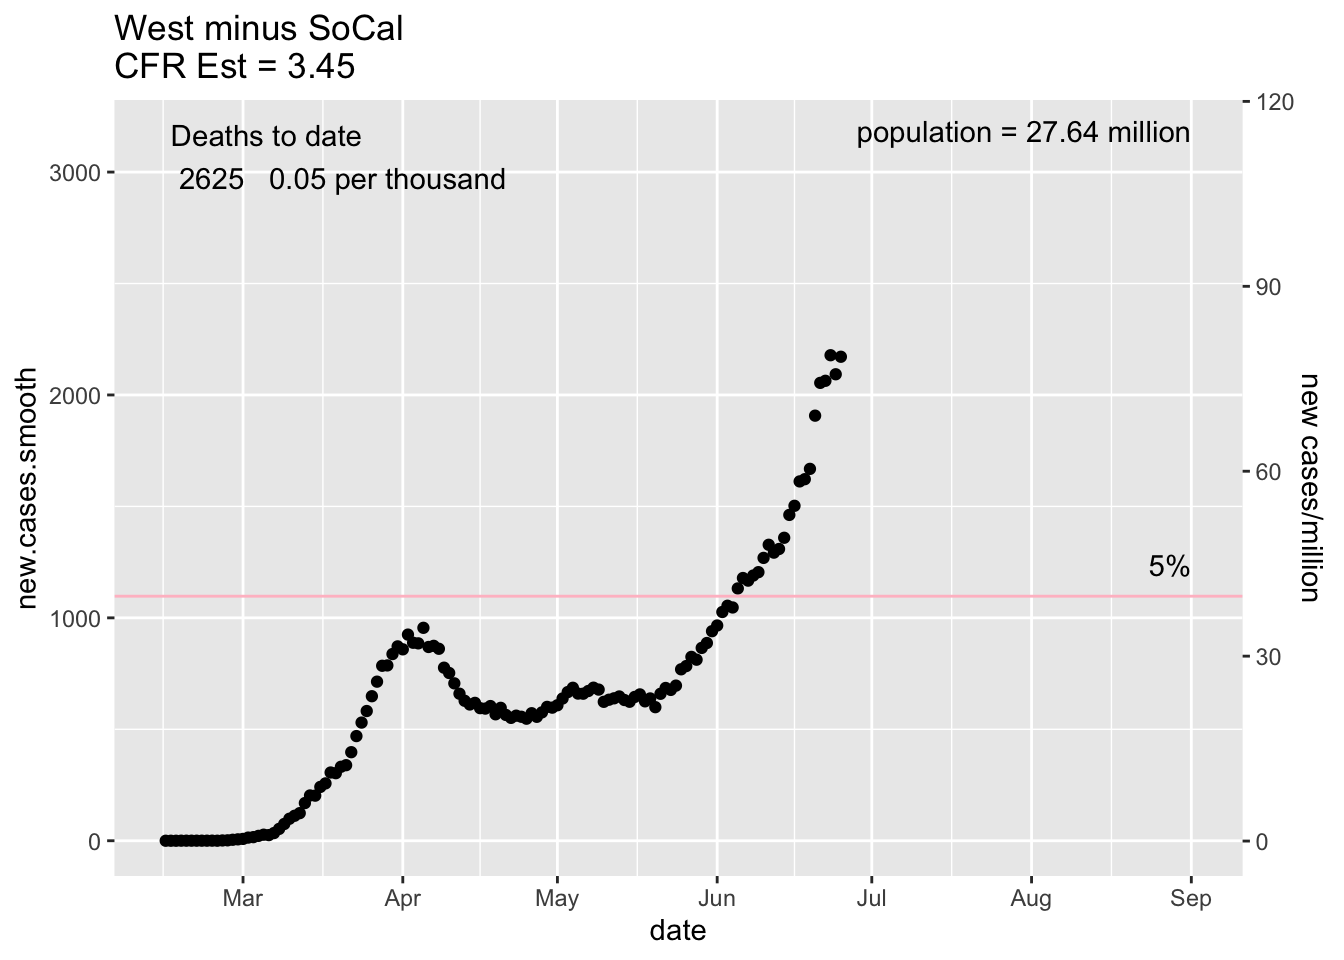 West minus SoCal
CFR Est = 3.45
Deaths to date
2625 0.05 per thousand
population = 27.64 million
5%
3000
2000
1000
0
new.cases.smooth
120
90
60
30
0
new cases/million
Mar Apr May Jun Jul Aug Sep
date